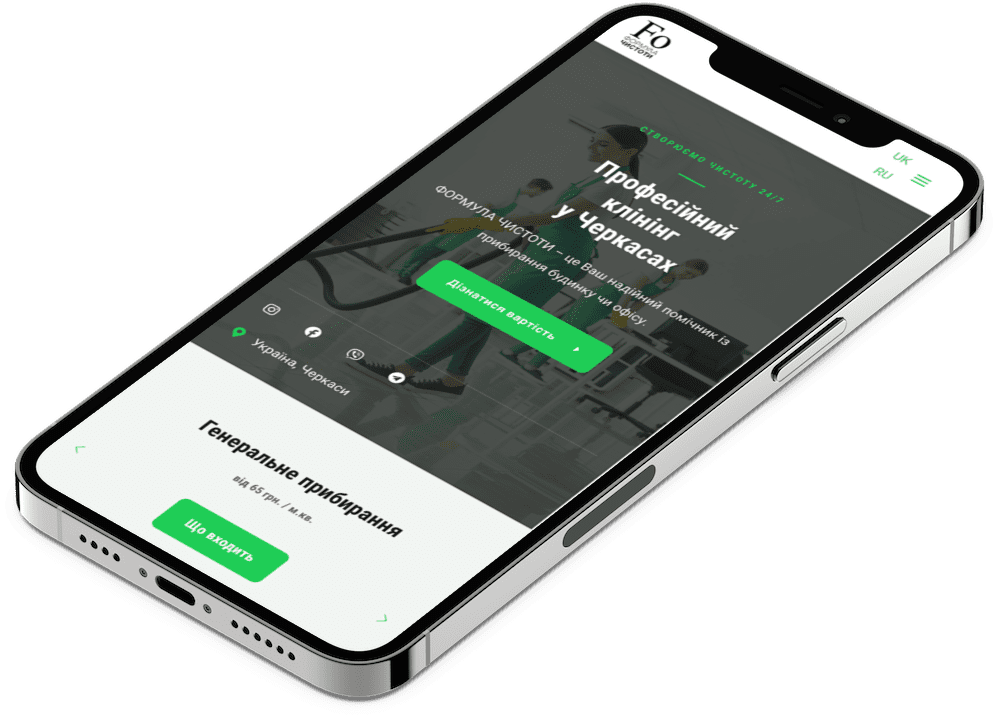 Fo
ФОРМУЛА
ЧИСТОТИ
UK
RU
СТВОРЮЄМО ЧИСТОТУ 24/7
Професійний
клінінг
у Черкасах
ФОРМУЛА ЧИСТОТИ – це Ваш надійний помічник із
прибирання будинку чи офісу.
Дізнатися вартість
Україна, Черкаси
Генеральне прибирання
від 65 грн. / м.кв.
Що входить